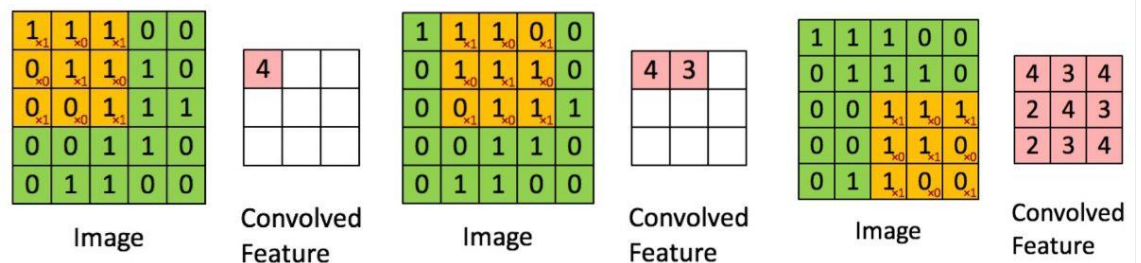 1×1 1×0 1×1 0 0
0×0 1×1 1×0 1 0
0×1 0×0 1×1 1 1
0 0 1 1 0
0 1 1 0 0
Image
4
Convolved
Feature
1 1×1 1×0 0×1 0
0 1×0 1×1 1×0 0
0 0×1 1×0 1×1 1
0 0 1 1 0
0 1 1 0 0
Image
4 3
Convolved
Feature
1 1 1 0 0
0 1 1 1 0
0 0 1×1 1×0 1×1
0 0 1×0 1×1 0×0
0 1 1×1 0×0 0×1
Image
4 3 4
2 4 3
2 3 4
Convolved
Feature